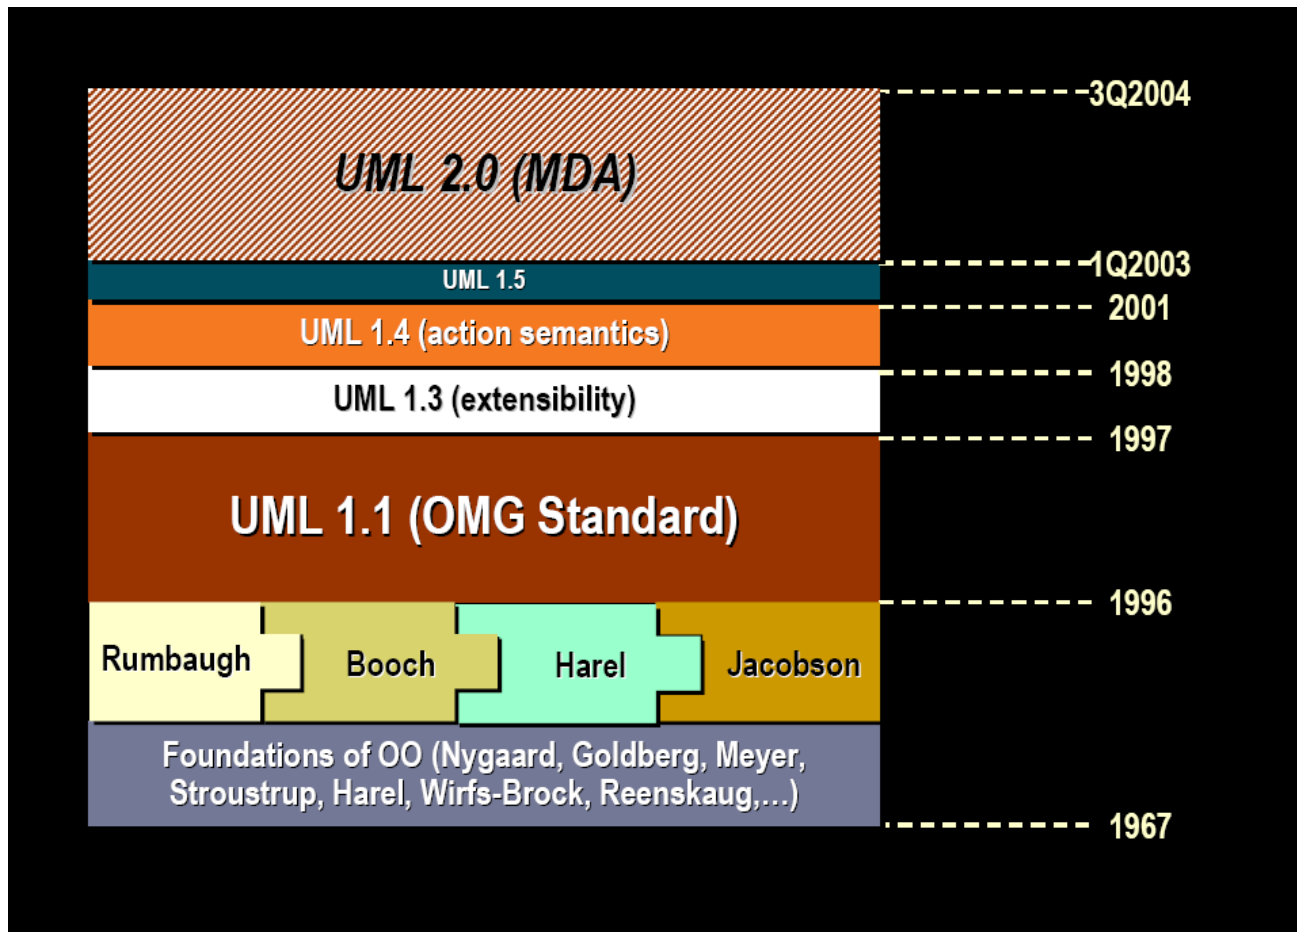 3Q2004
UML 2.0 (MDA)
1Q2003
UML 1.5
2001
UML 1.4 (action semantics)
1998
UML 1.3 (extensibility)
1997
UML 1.1 (OMG Standard)
1996
Rumbaugh
Booch
Harel
Jacobson
Foundations of OO (Nygaard, Goldberg, Meyer,
Stroustrup, Harel, Wirfs-Brock, Reenskaug,…)
1967